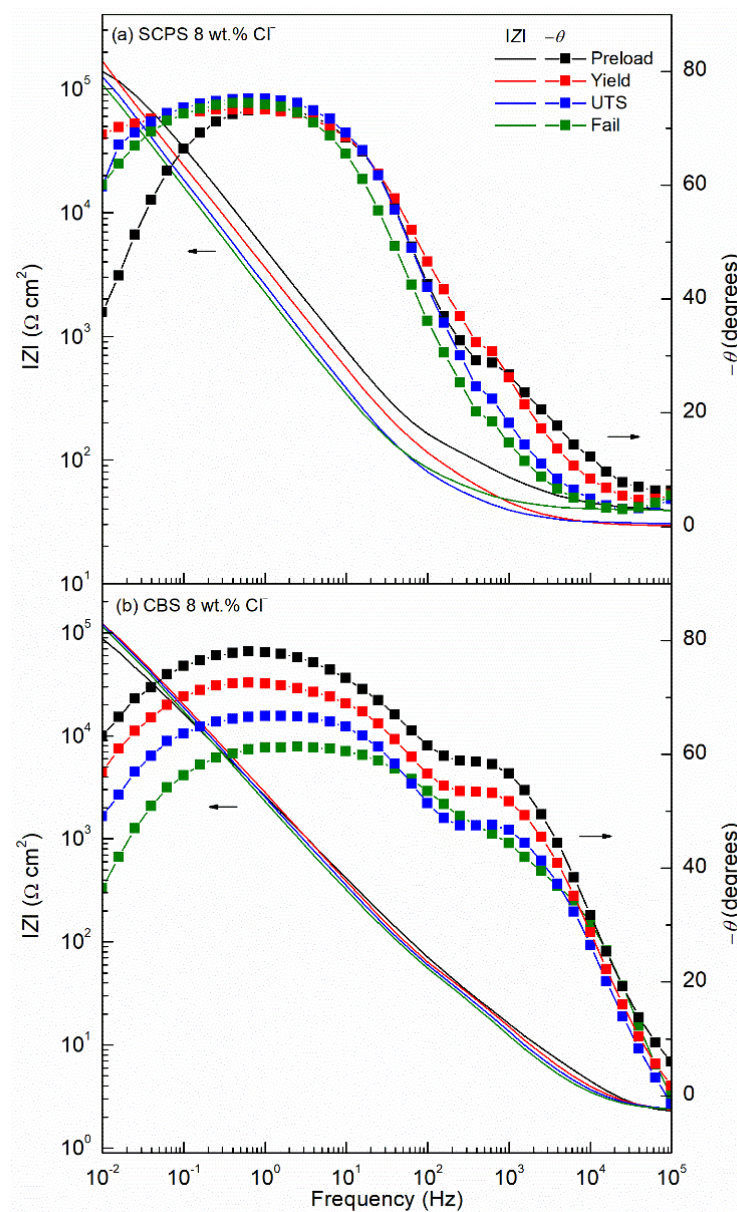 (a) SCPS 8 wt.% Cl⁻
|Z| −θ
Preload
Yield
UTS
Fail
10⁵
10⁴
10³
10²
10¹
|Z| (Ω cm²)
80
60
40
20
0
−θ (degrees)
(b) CBS 8 wt.% Cl⁻
10⁵
10⁴
10³
10²
10¹
10⁰
|Z| (Ω cm²)
80
60
40
20
0
−θ (degrees)
10⁻² 10⁻¹ 10⁰ 10¹ 10² 10³ 10⁴ 10⁵
Frequency (Hz)